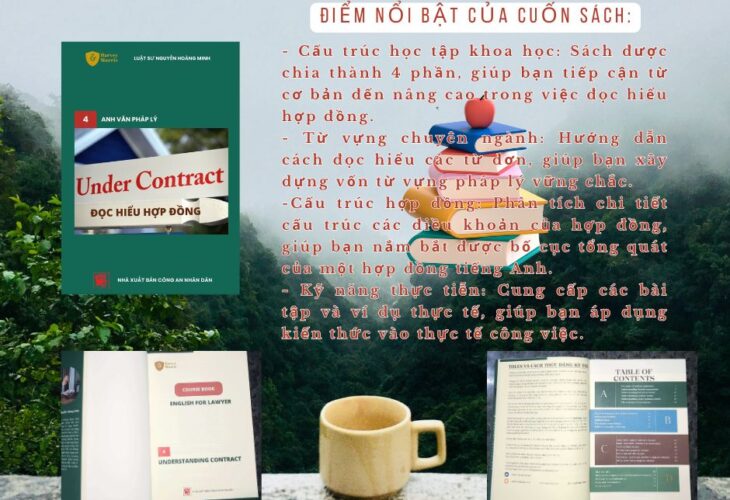 ĐIỂM NỔI BẬT CỦA CUỐN SÁCH:
- Cấu trúc học tập khoa học: Sách được
chia thành 4 phần, giúp bạn tiếp cận từ
cơ bản đến nâng cao trong việc đọc hiểu
hợp đồng.
- Từ vựng chuyên ngành: Hướng dẫn
cách đọc hiểu các từ đơn, giúp bạn xây
dựng vốn từ vựng pháp lý vững chắc.
-Cấu trúc hợp đồng: Phân tích chi tiết
cấu trúc các điều khoản của hợp đồng,
giúp bạn nắm bắt được bố cục tổng quát
của một hợp đồng tiếng Anh.
- Kỹ năng thực tiễn: Cung cấp các bài
tập và ví dụ thực tế, giúp bạn áp dụng
kiến thức vào thực tế công việc.
Harvey
Morris
LUẬT SƯ NGUYỄN HOÀNG MINH
4
ANH VĂN PHÁP LÝ
Under Contract
ĐỌC HIỂU HỢP ĐỒNG
NHÀ XUẤT BẢN CÔNG AN NHÂN DÂN
COURSE BOOK
ENGLISH FOR LAWYER
4
UNDERSTANDING CONTRACT
TABLE OF
CONTENTS
A
B
C
D